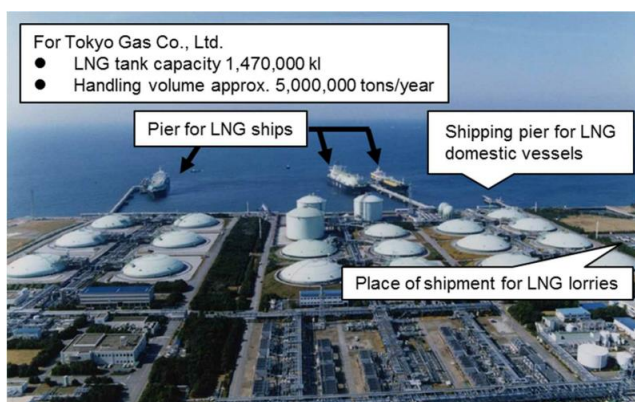 For Tokyo Gas Co., Ltd.
● LNG tank capacity 1,470,000 kl
● Handling volume approx. 5,000,000 tons/year
Pier for LNG ships
Shipping pier for LNG
domestic vessels
Place of shipment for LNG lorries